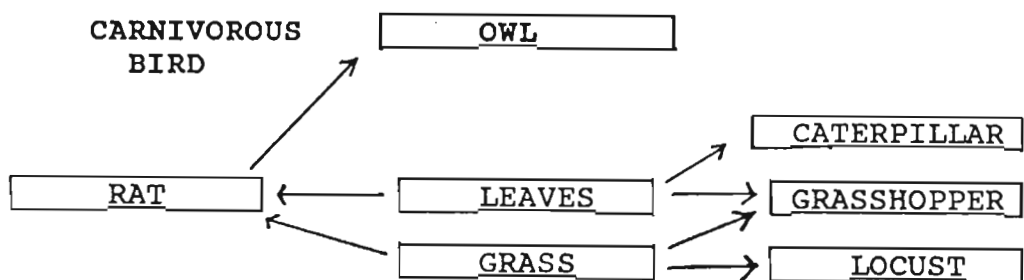 CARNIVOROUS
BIRD
OWL
CATERPILLAR
RAT
LEAVES
GRASSHOPPER
GRASS
LOCUST